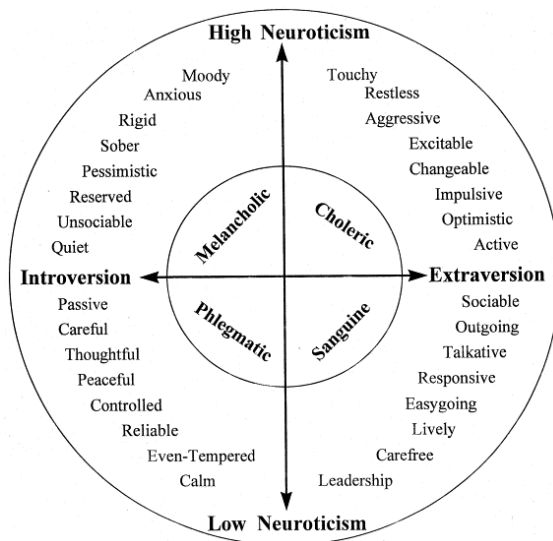 High Neuroticism
Moody
Touchy
Anxious
Restless
Rigid
Aggressive
Sober
Excitable
Pessimistic
Changeable
Reserved
Impulsive
Unsociable
Optimistic
Quiet
Active
Melancholic
Choleric
Introversion
Extraversion
Phlegmatic
Sanguine
Passive
Sociable
Careful
Outgoing
Thoughtful
Talkative
Peaceful
Responsive
Controlled
Easygoing
Reliable
Lively
Even-Tempered
Carefree
Calm
Leadership
Low Neuroticism